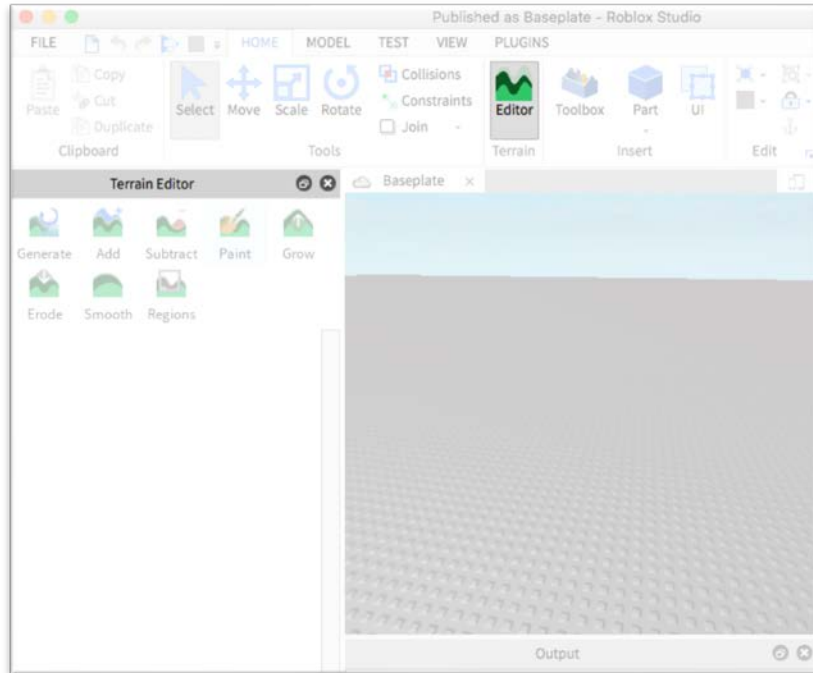 Published as Baseplate - Roblox Studio
FILE HOME MODEL TEST VIEW PLUGINS
Paste Copy Cut Duplicate Select Move Scale Rotate Collisions Constraints Join Editor Toolbox Part UI
Clipboard Tools Terrain Insert Edit
Terrain Editor Baseplate
Generate Add Subtract Paint Grow
Erode Smooth Regions
Output